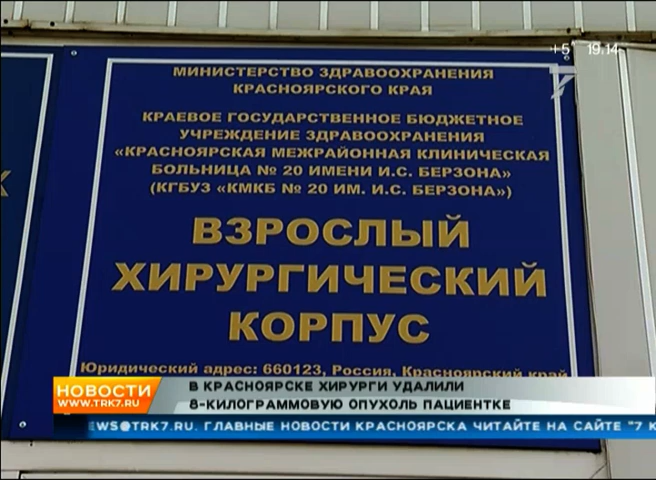 +5° 19.14
7
МИНИСТЕРСТВО ЗДРАВООХРАНЕНИЯ
КРАСНОЯРСКОГО КРАЯ
КРАЕВОЕ ГОСУДАРСТВЕННОЕ БЮДЖЕТНОЕ
УЧРЕЖДЕНИЕ ЗДРАВООХРАНЕНИЯ
«КРАСНОЯРСКАЯ МЕЖРАЙОННАЯ КЛИНИЧЕСКАЯ
БОЛЬНИЦА № 20 ИМЕНИ И.С. БЕРЗОНА»
(КГБУЗ «КМКБ № 20 ИМ. И.С. БЕРЗОНА»)
ВЗРОСЛЫЙ
ХИРУРГИЧЕСКИЙ
КОРПУС
Юридический адрес: 660123, Россия, Красноярский край
НОВОСТИ
WWW.TRK7.RU
В КРАСНОЯРСКЕ ХИРУРГИ УДАЛИЛИ
8-КИЛОГРАММОВУЮ ОПУХОЛЬ ПАЦИЕНТКЕ
EWS@TRK7.RU. ГЛАВНЫЕ НОВОСТИ КРАСНОЯРСКА ЧИТАЙТЕ НА САЙТЕ "7 К